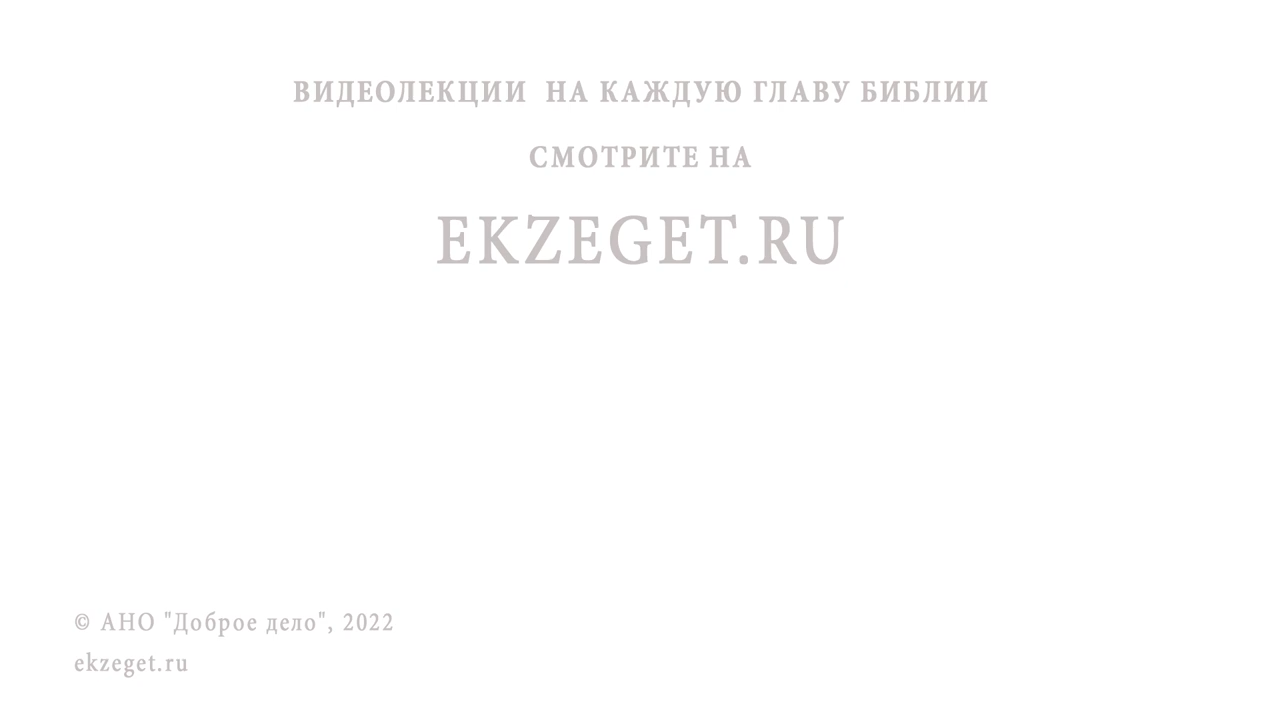 ВИДЕОЛЕКЦИИ НА КАЖДУЮ ГЛАВУ БИБЛИИ
СМОТРИТЕ НА
EKZEGET.RU
© АНО "Доброе дело", 2022
ekzeget.ru